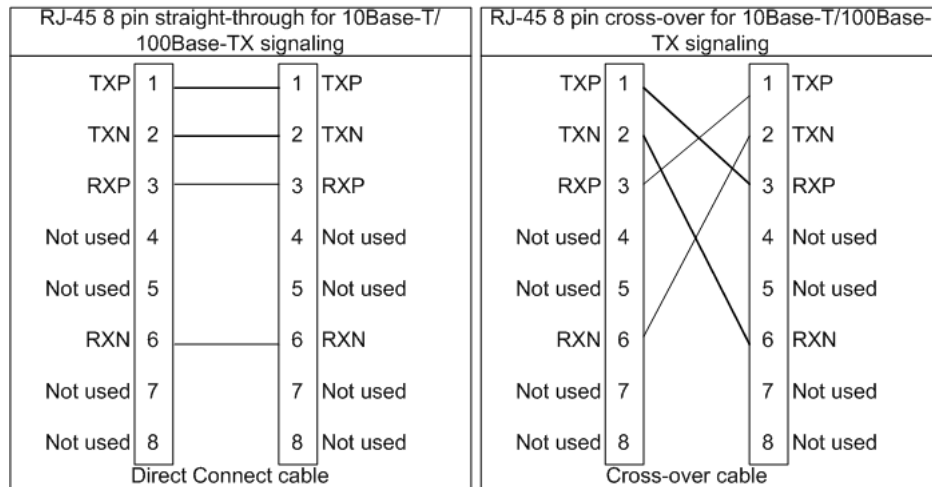 RJ-45 8 pin straight-through for 10Base-T/
100Base-TX signaling
TXP 1 1 TXP
TXN 2 2 TXN
RXP 3 3 RXP
Not used 4 4 Not used
Not used 5 5 Not used
RXN 6 6 RXN
Not used 7 7 Not used
Not used 8 8 Not used
Direct Connect cable
RJ-45 8 pin cross-over for 10Base-T/100Base-
TX signaling
TXP 1 1 TXP
TXN 2 2 TXN
RXP 3 3 RXP
Not used 4 4 Not used
Not used 5 5 Not used
RXN 6 6 RXN
Not used 7 7 Not used
Not used 8 8 Not used
Cross-over cable